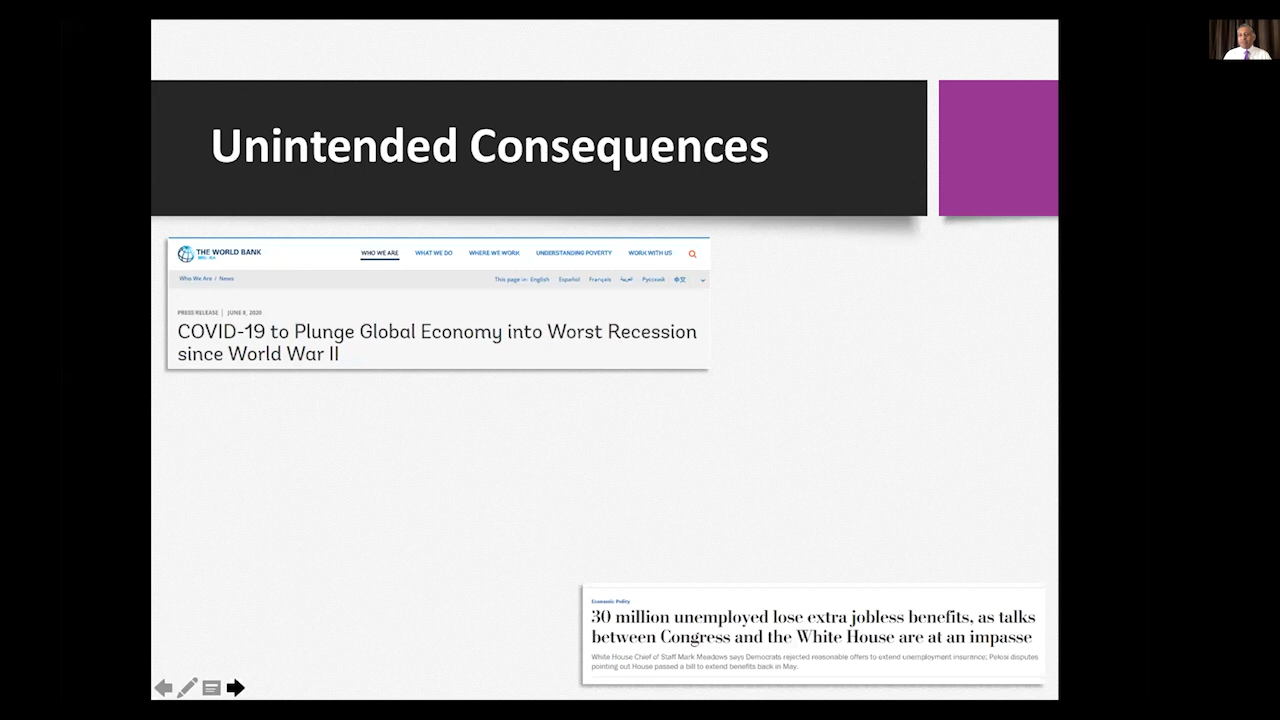 Unintended Consequences
THE WORLD BANK
IBRD · IDA
WHO WE ARE WHAT WE DO WHERE WE WORK UNDERSTANDING POVERTY WORK WITH US
Who We Are / News
This page in: English Español Français العربية Русский 中文
PRESS RELEASE | JUNE 8, 2020
COVID-19 to Plunge Global Economy into Worst Recession
since World War II
Economic Policy
30 million unemployed lose extra jobless benefits, as talks
between Congress and the White House are at an impasse
White House Chief of Staff Mark Meadows says Democrats rejected reasonable offers to extend unemployment insurance; Pelosi disputes
pointing out House passed a bill to extend benefits back in May.